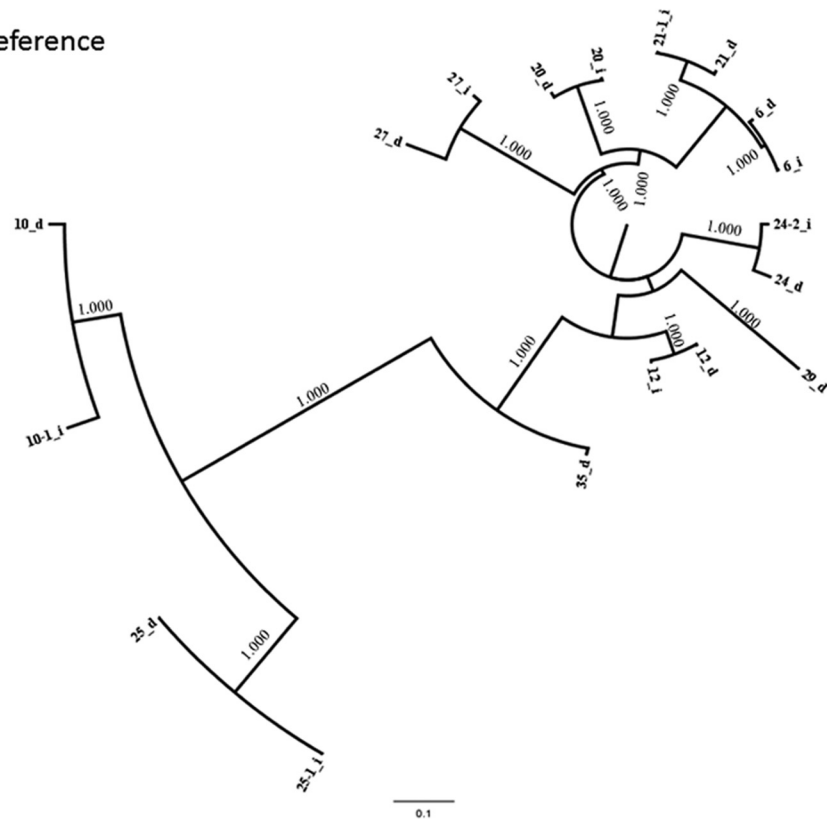 eference
21-1_i
21_d
20_i
20_d
27_i
6_d
1.000
1.000
27_d
1.000
1.000
6_i
1.000
1.000
10_d
1.000
24-2_i
24_d
1.000
1.000
1.000
1.000
12_d
12_i
29_d
1.000
10-1_i
35_d
25_d
1.000
25-1_i
0.1